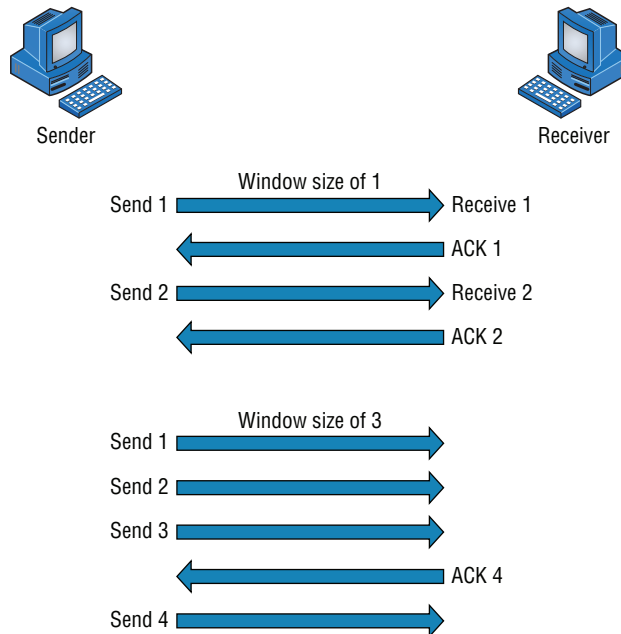 Sender Receiver
Window size of 1
Send 1 Receive 1
ACK 1
Send 2 Receive 2
ACK 2
Window size of 3
Send 1
Send 2
Send 3
ACK 4
Send 4